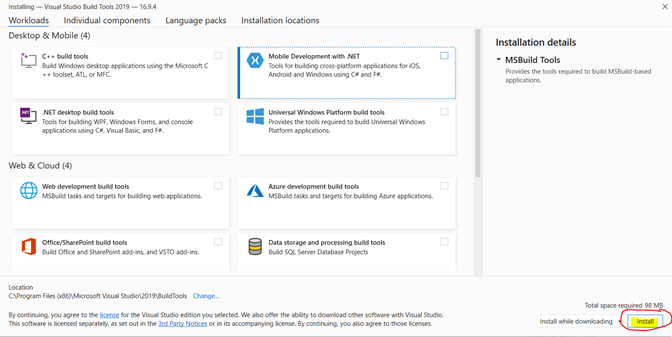 Installing — Visual Studio Build Tools 2019 — 16.9.4
Workloads Individual components Language packs Installation locations
Desktop & Mobile (4)
C++ build tools
Build Windows desktop applications using the Microsoft C
++ toolset, ATL, or MFC.
Mobile Development with .NET
Tools for building cross-platform applications for iOS,
Android and Windows using C# and F#.
.NET
.NET desktop build tools
Tools for building WPF, Windows Forms, and console
applications using C#, Visual Basic, and F#.
Universal Windows Platform build tools
Provides the tools required to build Universal Windows
Platform applications.
Web & Cloud (4)
Web development build tools
MSBuild tasks and targets for building web applications.
Azure development build tools
MSBuild tasks and targets for building Azure applications.
Office/SharePoint build tools
Build Office and SharePoint add-ins, and VSTO add-ins.
Data storage and processing build tools
Build SQL Server Database Projects
Installation details
MSBuild Tools
Provides the tools required to build MSBuild-based
applications.
Location
C:\Program Files (x86)\Microsoft Visual Studio\2019\BuildTools Change...
Total space required 98 MB
By continuing, you agree to the license for the Visual Studio edition you selected. We also offer the ability to download other software with Visual Studio.
This software is licensed separately, as set out in the 3rd Party Notices or in its accompanying license. By continuing, you also agree to those licenses.
Install while downloading
Install